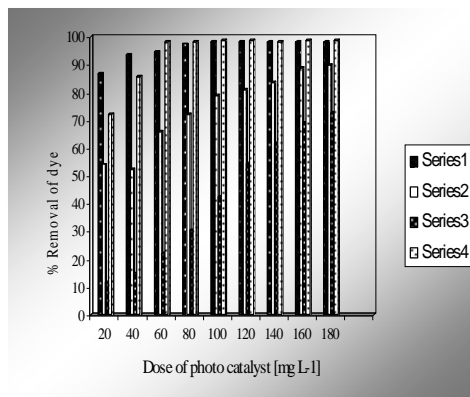 100
90
80
70
60
50
40
30
20
10
0
% Removal of dye
20 40 60 80 100 120 140 160 180
Dose of photo catalyst [mg L-1]
Series1
Series2
Series3
Series4